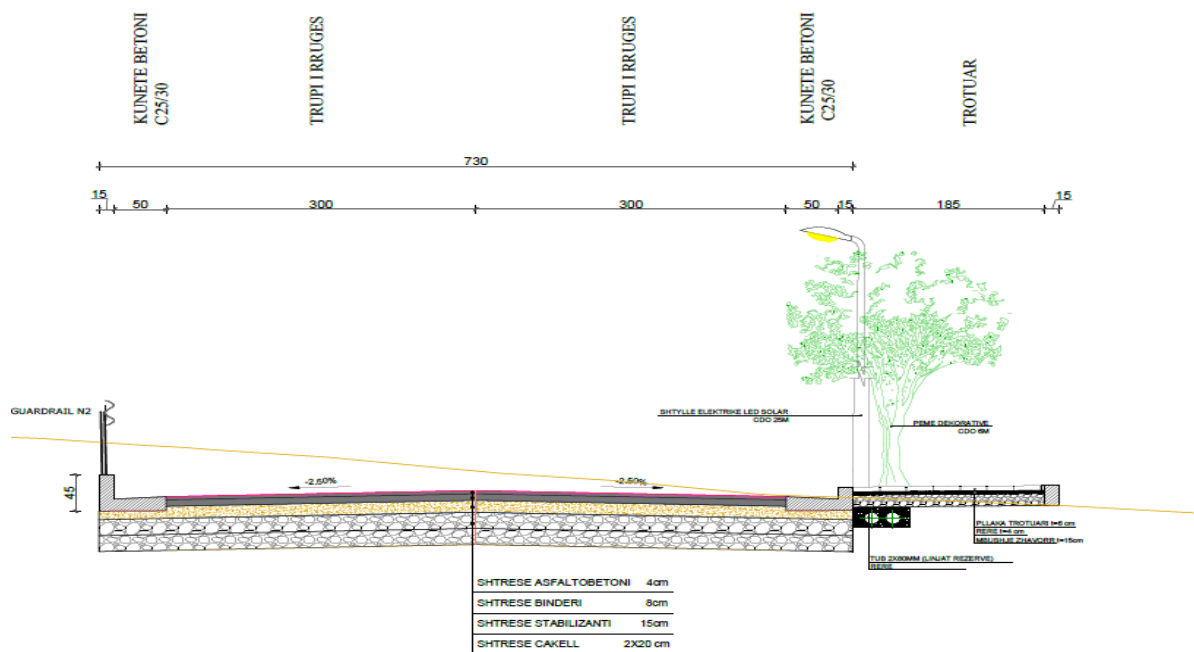 KUNETE BETONI
C25/30
TRUPI I RRUGES
TRUPI I RRUGES
KUNETE BETONI
C25/30
TROTUAR
730
15
50
300
300
50
15
185
15
GUARDRAIL N2
SHTYLLE ELEKTRIKE LED SOLAR
CDO 25M
PEME DEKORATIVE
CDO 6M
45
-2.50%
-2.50%
PLLAKA TROTUARI t=6 cm
RERE t=4 cm
MBUSHJE ZHAVORR t=15cm
TUB 2X80MM (LINJAT REZERVE)
RERE
SHTRESE ASFALTOBETONI 4cm
SHTRESE BINDERI 8cm
SHTRESE STABILIZANTI 15cm
SHTRESE CAKELL 2X20 cm